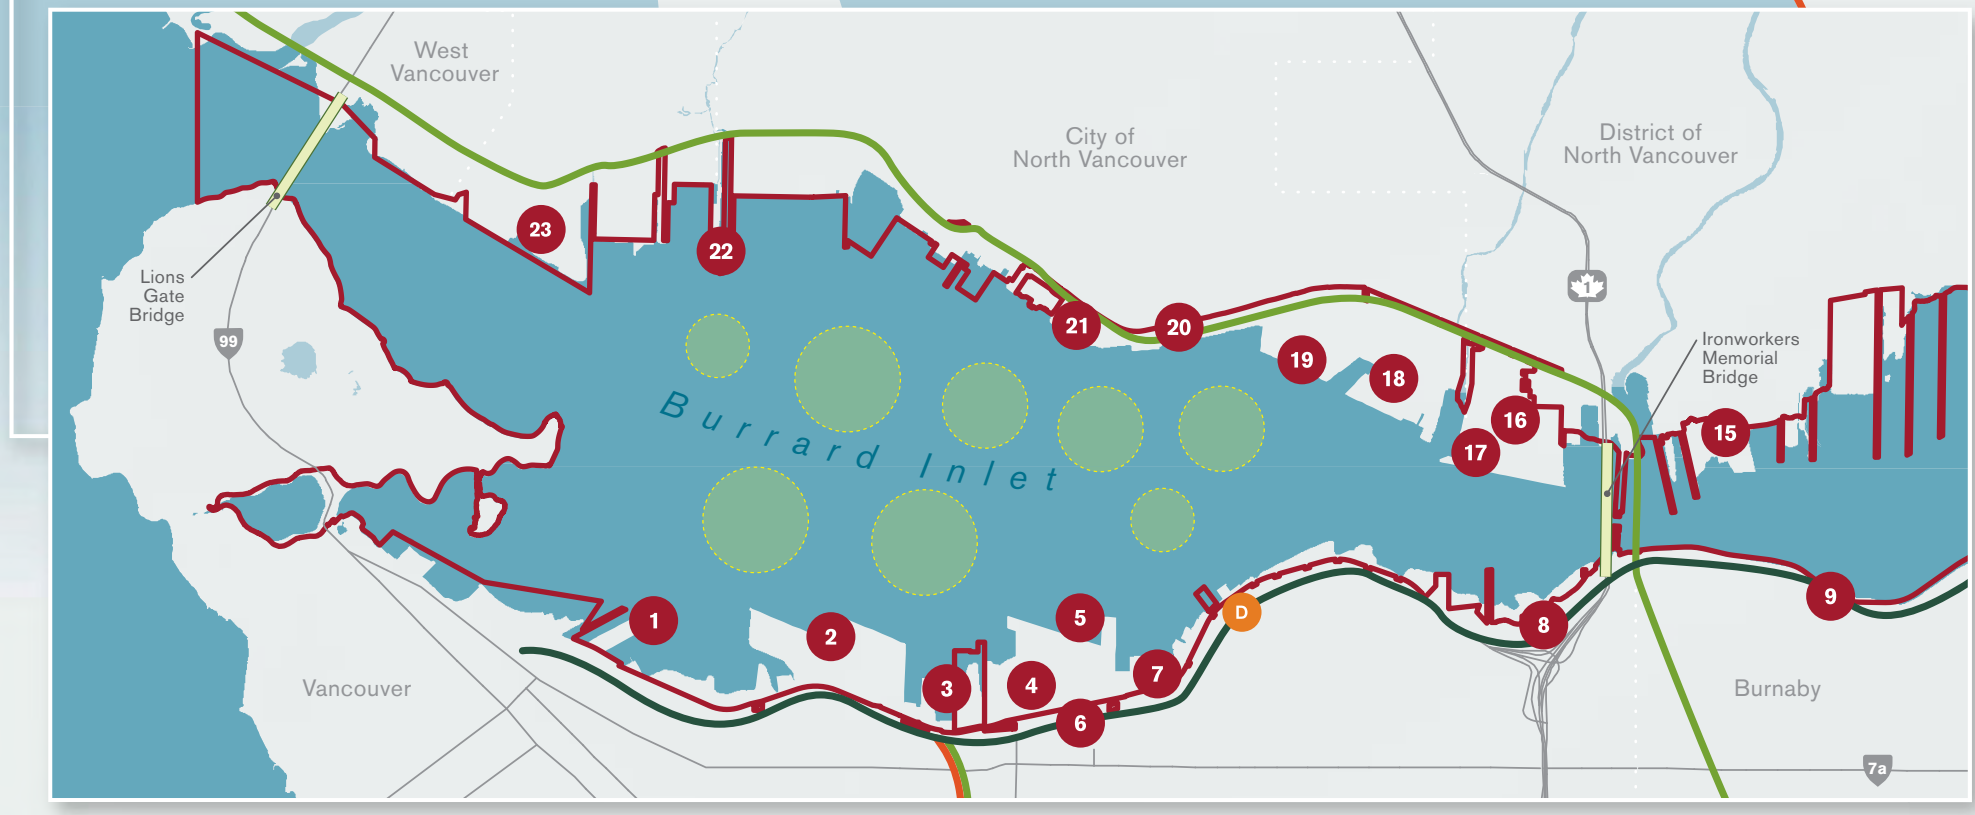 West
Vancouver
City of
North Vancouver
District of
North Vancouver
23
22
Lions
Gate
Bridge
1
99
21
20
19
18
Ironworkers
Memorial
Bridge
16
17
15
Burrard Inlet
1
2
5
D
3
4
7
6
8
9
Vancouver
Burnaby
7a